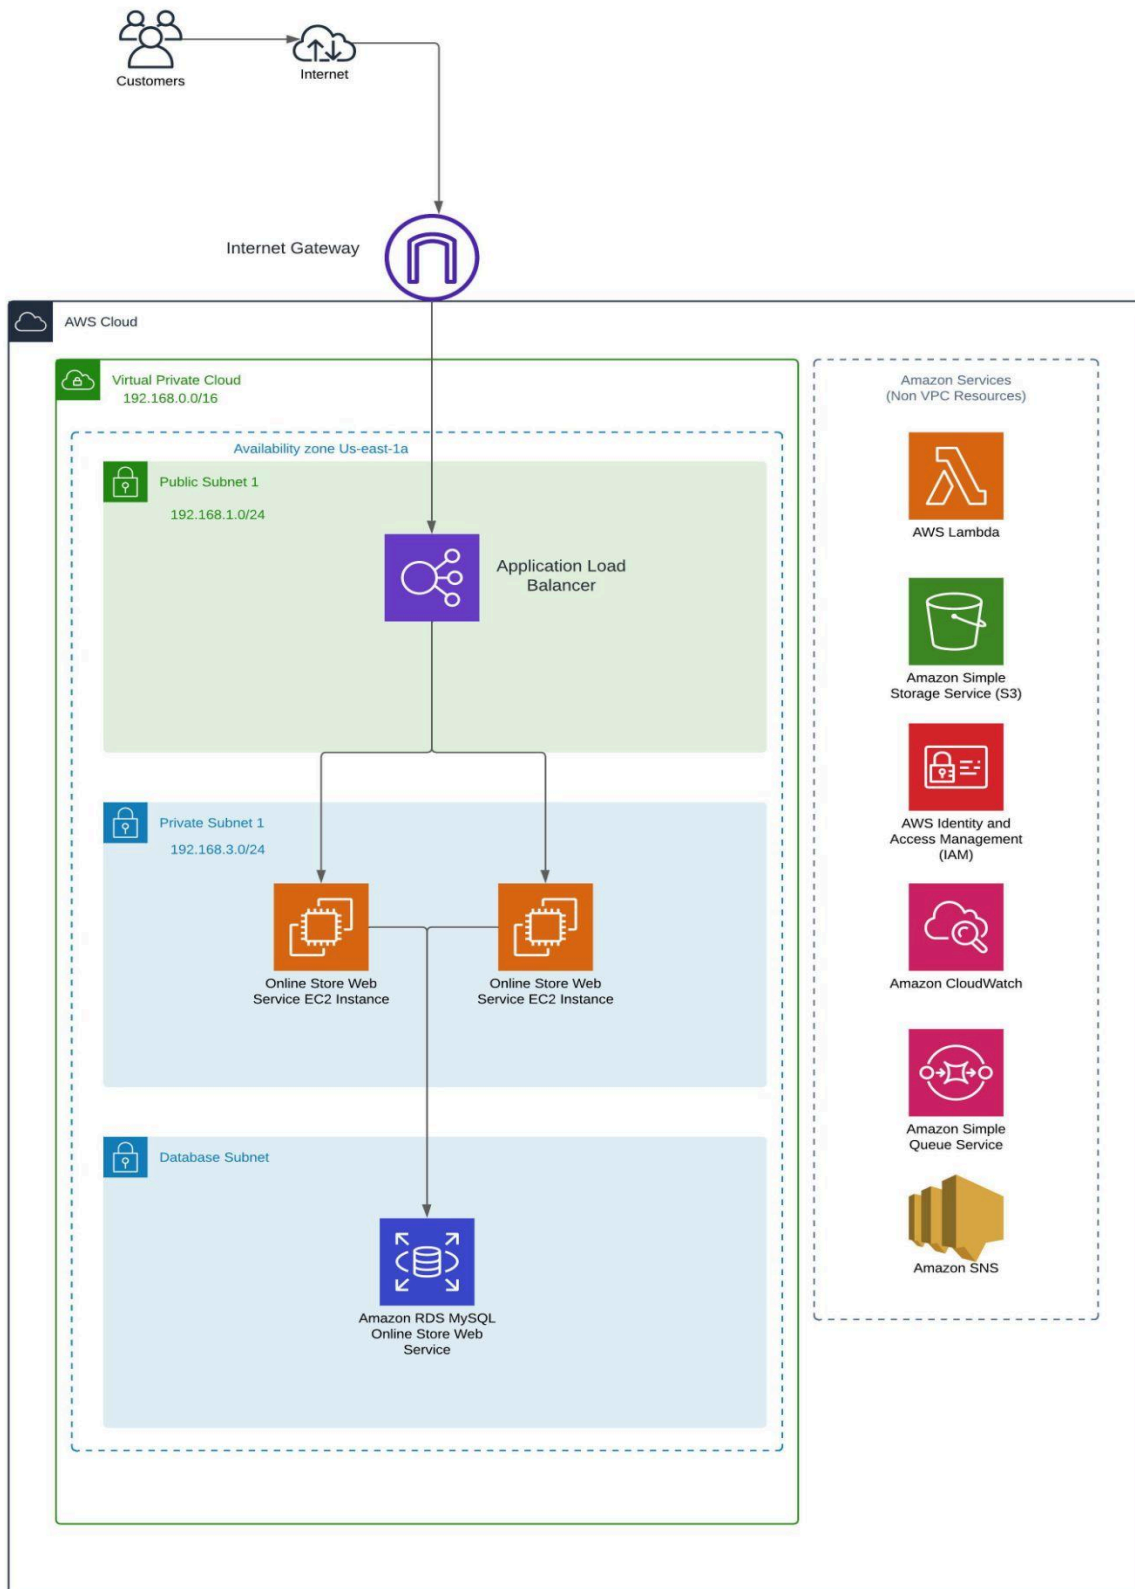 Customers
Internet
Internet Gateway
AWS Cloud
Virtual Private Cloud
192.168.0.0/16
Availability zone Us-east-1a
Public Subnet 1
192.168.1.0/24
Application Load
Balancer
Private Subnet 1
192.168.3.0/24
Online Store Web
Service EC2 Instance
Online Store Web
Service EC2 Instance
Database Subnet
Amazon RDS MySQL
Online Store Web
Service
Amazon Services
(Non VPC Resources)
AWS Lambda
Amazon Simple
Storage Service (S3)
AWS Identity and
Access Management
(IAM)
Amazon CloudWatch
Amazon Simple
Queue Service
Amazon SNS